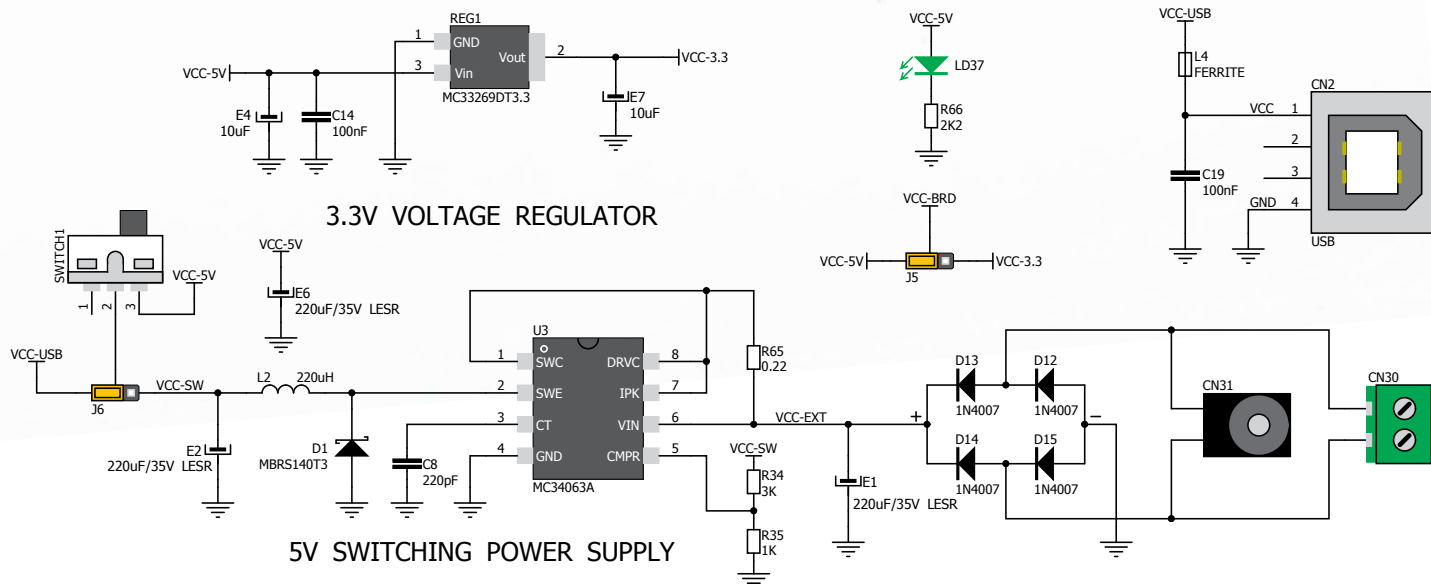 REG1
1
GND
Vout
2
VCC-3.3
VCC-5V
3
Vin
MC33269DT3.3
E4
10uF
C14
100nF
E7
10uF
3.3V VOLTAGE REGULATOR
VCC-5V
LD37
R66
2K2
VCC-USB
L4
FERRITE
CN2
VCC
1
2
3
C19
100nF
GND
4
USB
VCC-BRD
VCC-5V
J5
VCC-3.3
SWITCH1
1
2
3
VCC-5V
VCC-5V
E6
220uF/35V LESR
VCC-USB
J6
VCC-SW
L2
220uH
E2
220uF/35V LESR
D1
MBRS140T3
C8
220pF
U3
1
SWC
DRVC
8
2
SWE
IPK
7
3
CT
VIN
6
4
GND
CMPR
5
MC34063A
R65
0.22
VCC-EXT
VCC-SW
R34
3K
R35
1K
E1
220uF/35V LESR
D13
1N4007
D12
1N4007
+
−
D14
1N4007
D15
1N4007
CN31
CN30
5V SWITCHING POWER SUPPLY